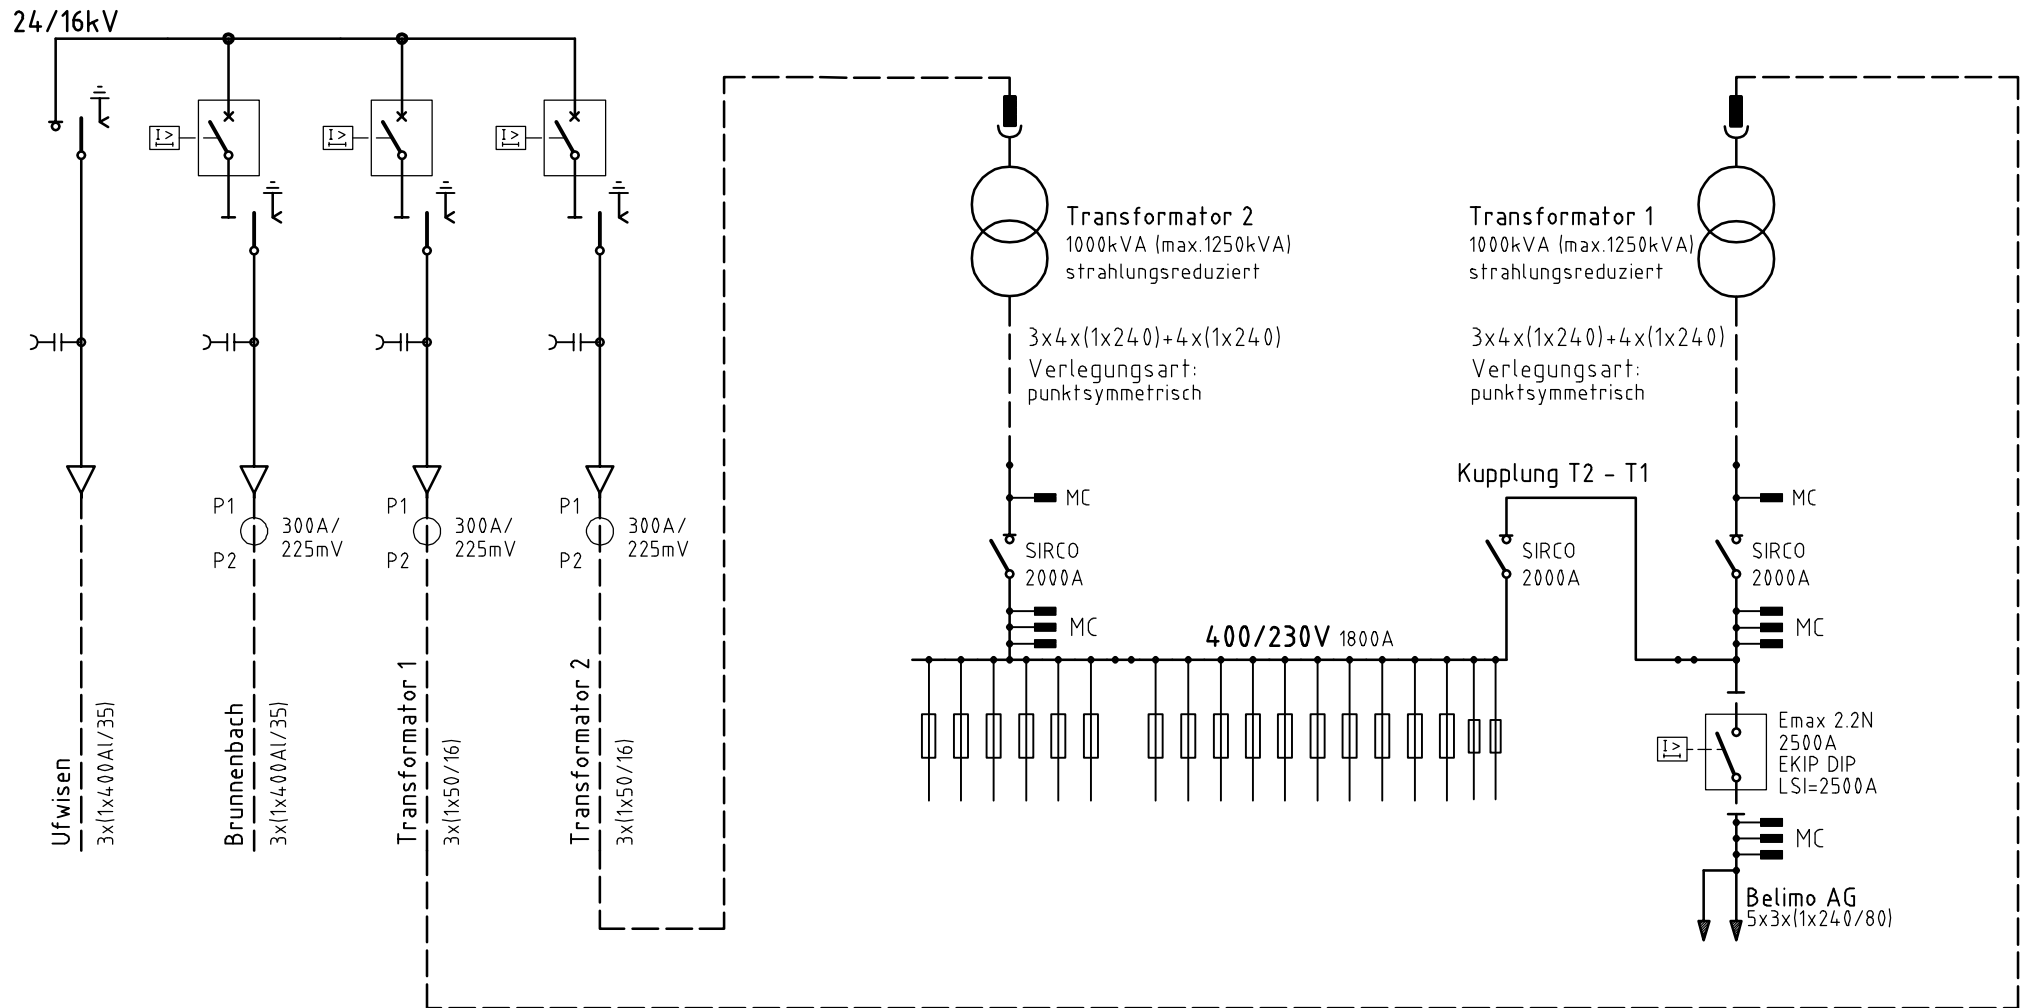 24/16kV
I>
I>
I>
Transformator 2
1000kVA (max.1250kVA)
strahlungsreduziert
Transformator 1
1000kVA (max.1250kVA)
strahlungsreduziert
3x4x(1x240)+4x(1x240)
Verlegungsart:
punktsymmetrisch
3x4x(1x240)+4x(1x240)
Verlegungsart:
punktsymmetrisch
Kupplung T2 - T1
P1
300A/
225mV
P2
P1
300A/
225mV
P2
P1
300A/
225mV
P2
MC
SIRCO
2000A
MC
SIRCO
2000A
MC
SIRCO
2000A
MC
400/230V 1800A
Ufwisen
3x(1x400Al/35)
Brunnenbach
3x(1x400Al/35)
Transformator 1
3x(1x50/16)
Transformator 2
3x(1x50/16)
I>
Emax 2.2N
2500A
EKIP DIP
LSI=2500A
MC
Belimo AG
5x3x(1x240/80)